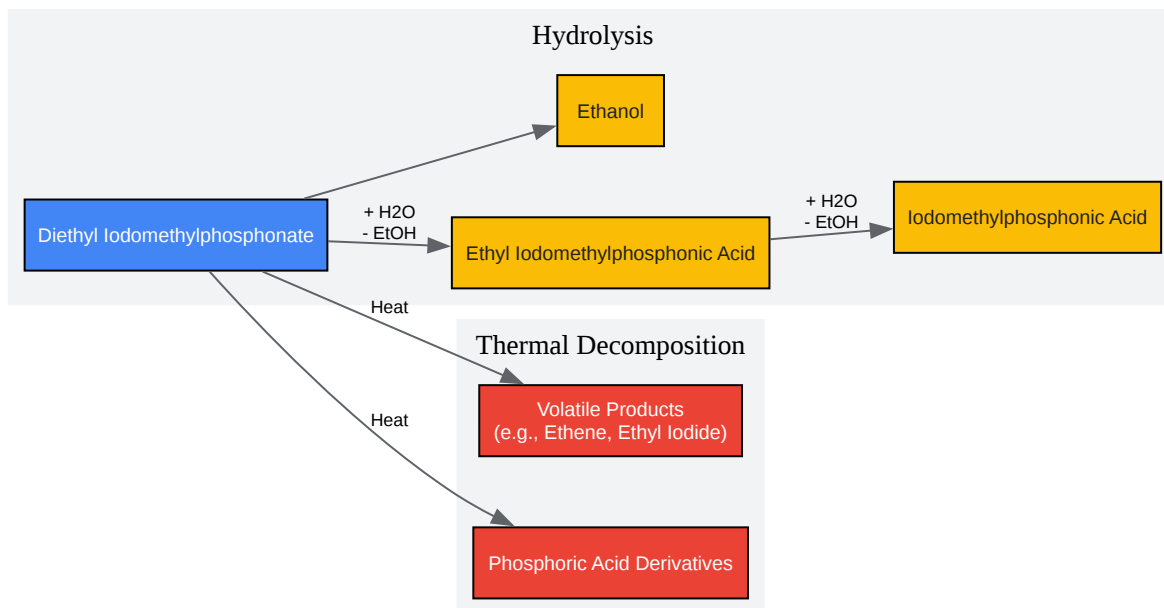 Hydrolysis
Ethanol
Diethyl Iodomethylphosphonate
+ H2O
- EtOH
Ethyl Iodomethylphosphonic Acid
+ H2O
- EtOH
Iodomethylphosphonic Acid
Heat
Heat
Thermal Decomposition
Volatile Products
(e.g., Ethene, Ethyl Iodide)
Phosphoric Acid Derivatives